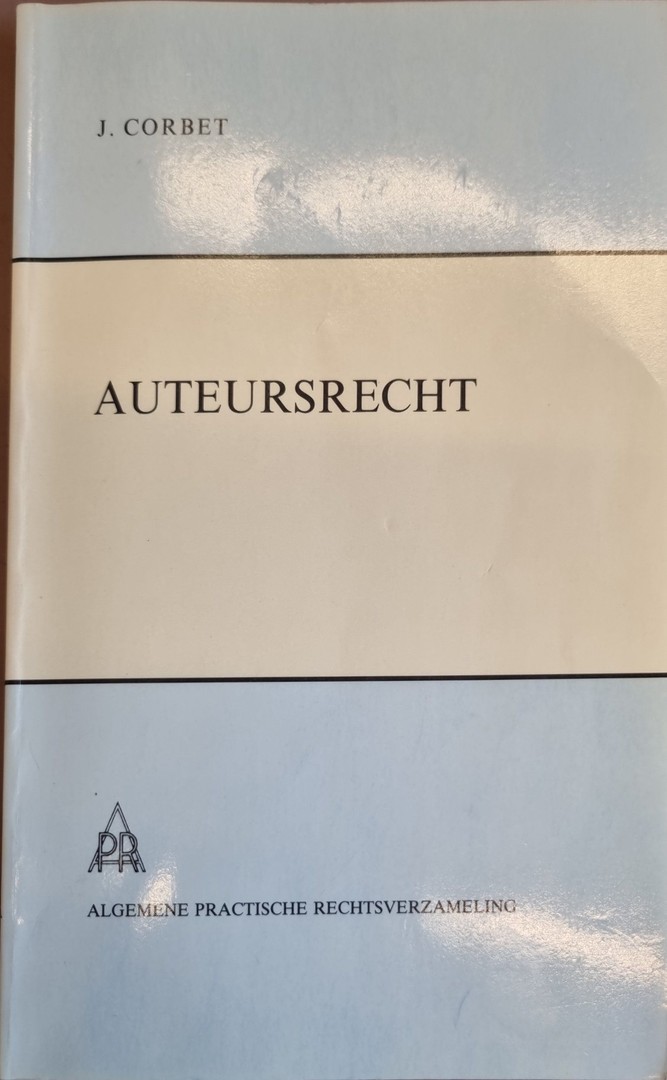 J. CORBET
AUTEURSRECHT
APR
ALGEMENE PRACTISCHE RECHTSVERZAMELING